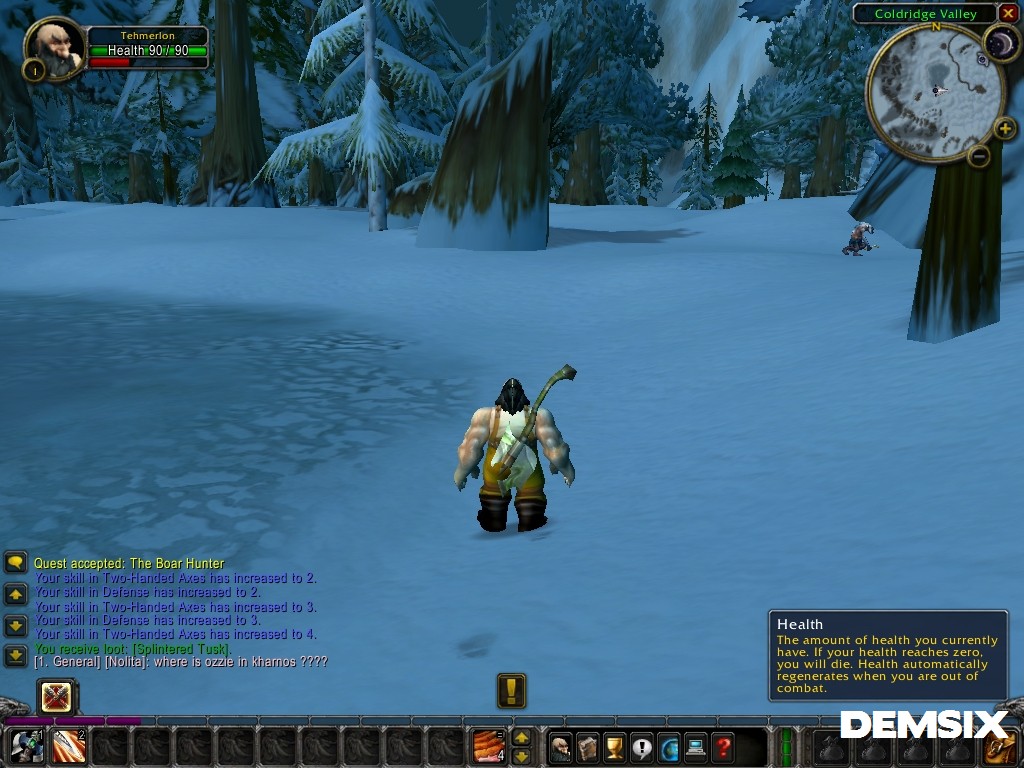 Tehmerlon
Health 90 / 90
1
Coldridge Valley
N
Quest accepted: The Boar Hunter
Your skill in Two-Handed Axes has increased to 2.
Your skill in Defense has increased to 2.
Your skill in Two-Handed Axes has increased to 3.
Your skill in Defense has increased to 3.
Your skill in Two-Handed Axes has increased to 4.
You receive loot: [Splintered Tusk].
[1. General] [Nolita]: where is ozzie in kharnos ????
Health
The amount of health you currently
have. If your health reaches zero,
you will die. Health automatically
regenerates when you are out of
combat.
DEMSIX
1
2
=
4